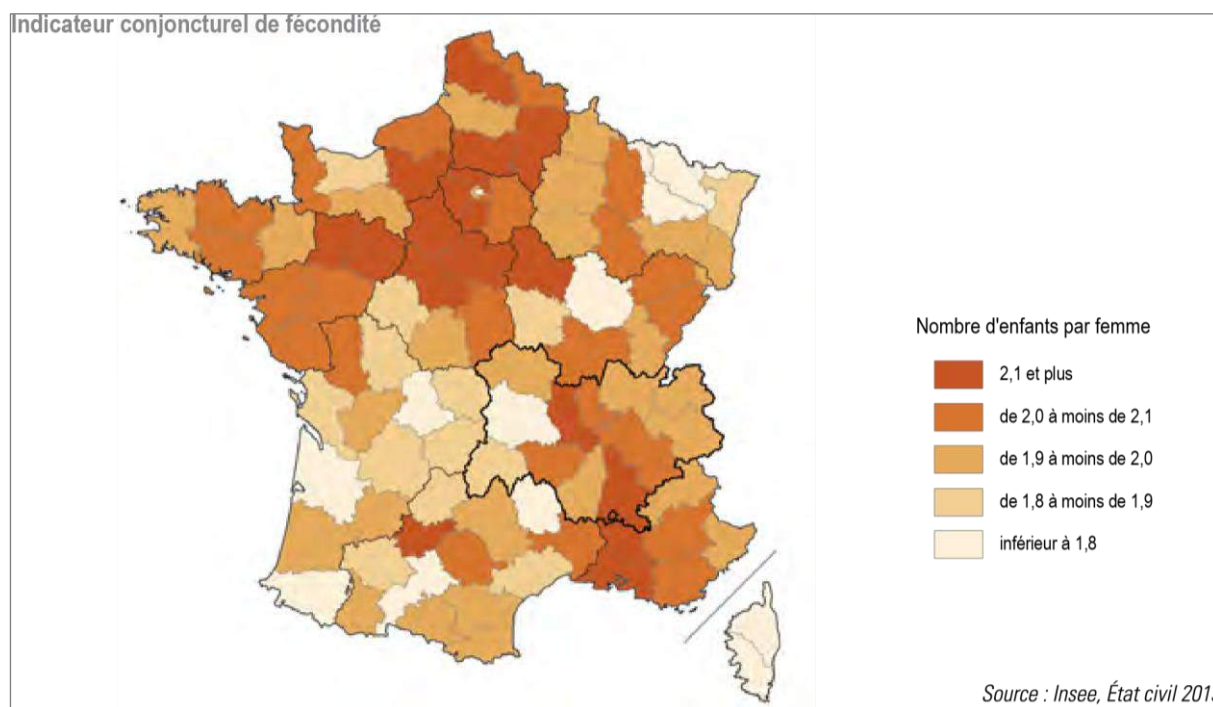 Indicateur conjoncturel de fécondité
Nombre d'enfants par femme
2,1 et plus
de 2,0 à moins de 2,1
de 1,9 à moins de 2,0
de 1,8 à moins de 1,9
inférieur à 1,8
Source : Insee, État civil